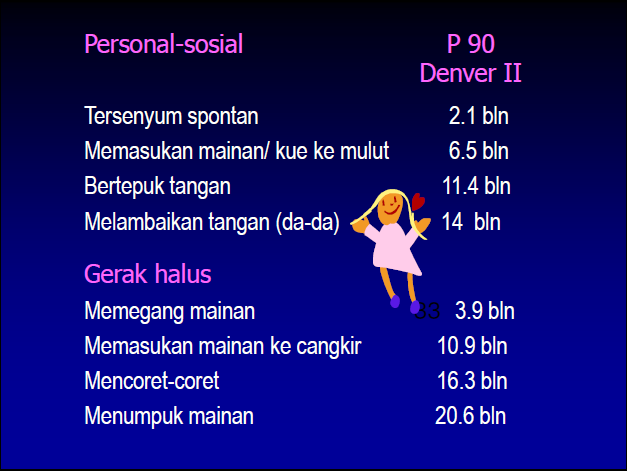 Personal-sosial P 90
Denver II
Tersenyum spontan 2.1 bln
Memasukan mainan/ kue ke mulut 6.5 bln
Bertepuk tangan 11.4 bln
Melambaikan tangan (da-da) 14 bln
Gerak halus
Memegang mainan 33 3.9 bln
Memasukan mainan ke cangkir 10.9 bln
Mencoret-coret 16.3 bln
Menumpuk mainan 20.6 bln